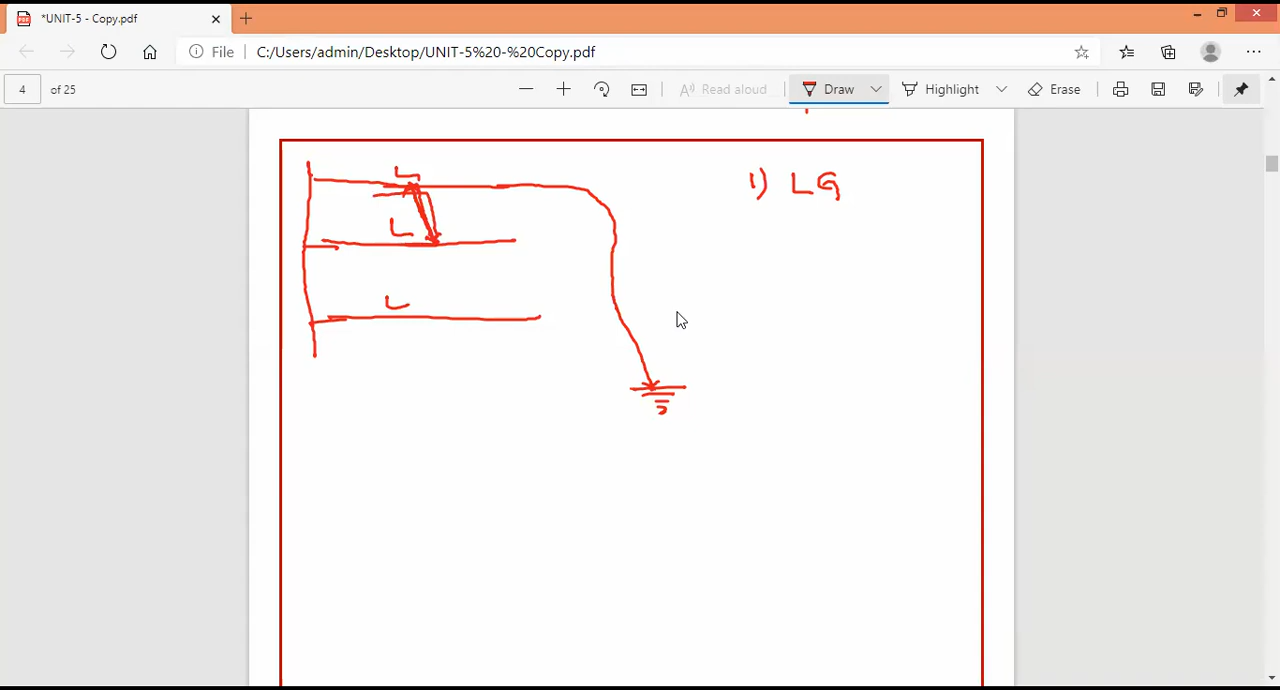 *UNIT-5 - Copy.pdf
File C:/Users/admin/Desktop/UNIT-5%20-%20Copy.pdf
4 of 25 Read aloud Draw Highlight Erase
L
1) LG
L
L